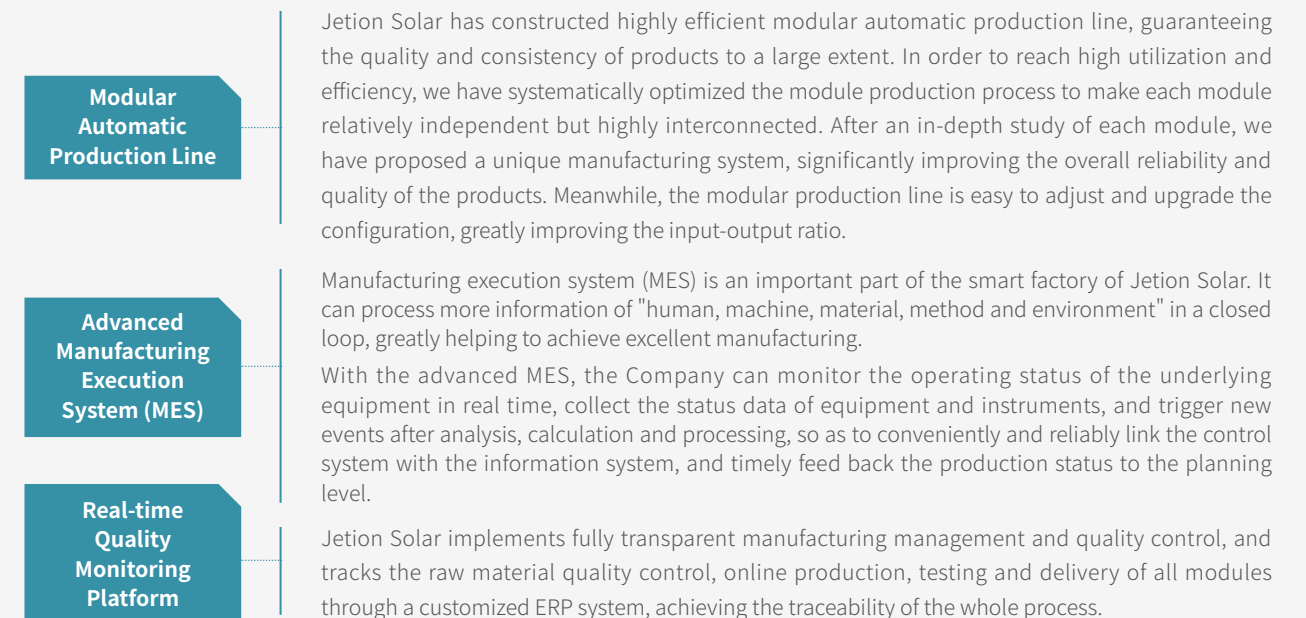 Modular
Automatic
Production Line
Jetion Solar has constructed highly efficient modular automatic production line, guaranteeing
the quality and consistency of products to a large extent. In order to reach high utilization and
efficiency, we have systematically optimized the module production process to make each module
relatively independent but highly interconnected. After an in-depth study of each module, we
have proposed a unique manufacturing system, significantly improving the overall reliability and
quality of the products. Meanwhile, the modular production line is easy to adjust and upgrade the
configuration, greatly improving the input-output ratio.
Advanced
Manufacturing
Execution
System (MES)
Manufacturing execution system (MES) is an important part of the smart factory of Jetion Solar. It
can process more information of "human, machine, material, method and environment" in a closed
loop, greatly helping to achieve excellent manufacturing.
With the advanced MES, the Company can monitor the operating status of the underlying
equipment in real time, collect the status data of equipment and instruments, and trigger new
events after analysis, calculation and processing, so as to conveniently and reliably link the control
system with the information system, and timely feed back the production status to the planning
level.
Real-time
Quality
Monitoring
Platform
Jetion Solar implements fully transparent manufacturing management and quality control, and
tracks the raw material quality control, online production, testing and delivery of all modules
through a customized ERP system, achieving the traceability of the whole process.